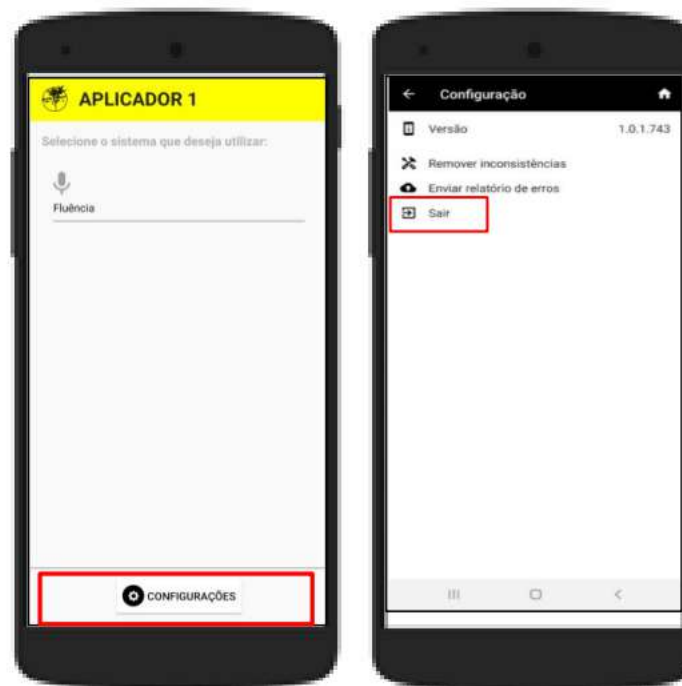 APLICADOR 1
Selecione o sistema que deseja utilizar:
Fluência
CONFIGURAÇÕES
Configuração
Versão 1.0.1.743
Remover inconsistências
Enviar relatório de erros
Sair